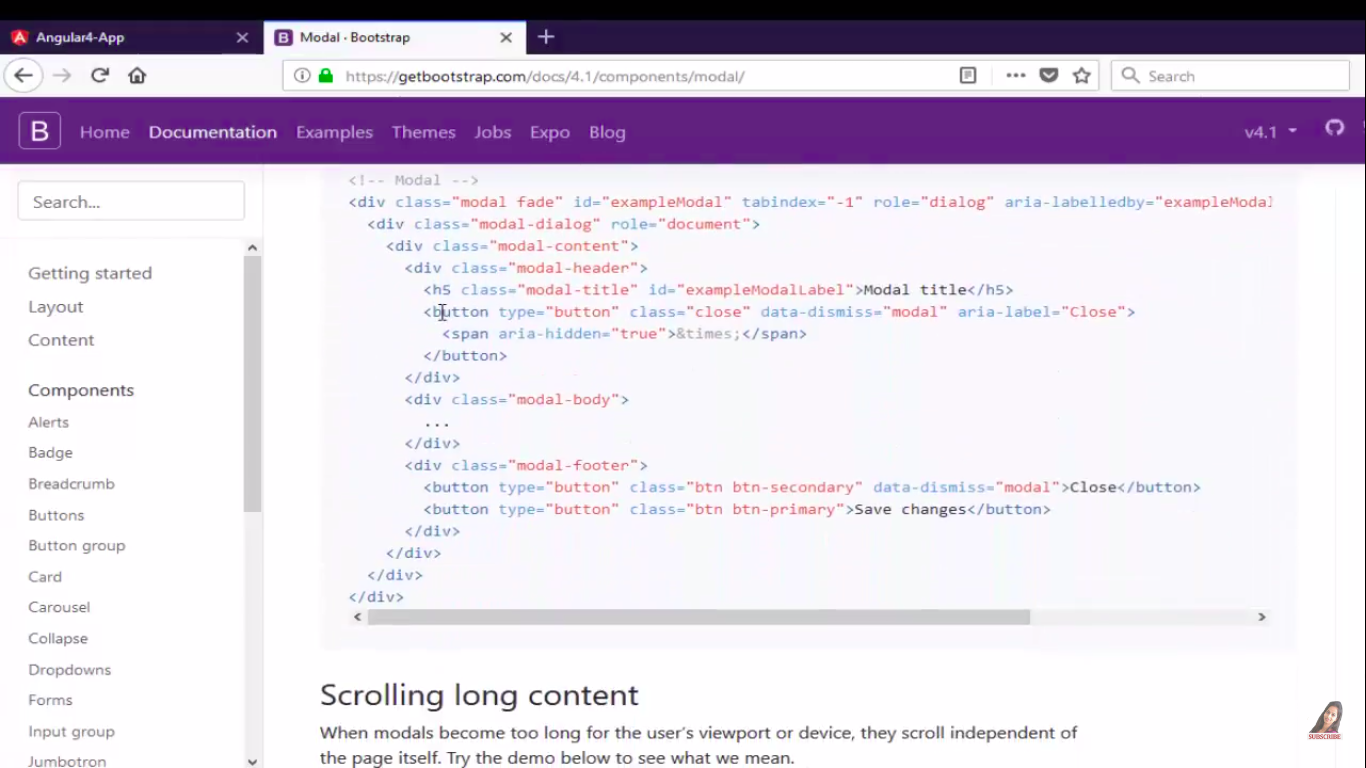 Angular4-App
B Modal · Bootstrap
https://getbootstrap.com/docs/4.1/components/modal/
Search
B Home Documentation Examples Themes Jobs Expo Blog v4.1
Search...
Getting started
Layout
Content
Components
Alerts
Badge
Breadcrumb
Buttons
Button group
Card
Carousel
Collapse
Dropdowns
Forms
Input group
Jumbotron
<!-- Modal -->
<div class="modal fade" id="exampleModal" tabindex="-1" role="dialog" aria-labelledby="exampleModal
<div class="modal-dialog" role="document">
<div class="modal-content">
<div class="modal-header">
<h5 class="modal-title" id="exampleModalLabel">Modal title</h5>
<button type="button" class="close" data-dismiss="modal" aria-label="Close">
<span aria-hidden="true">&times;</span>
</button>
</div>
<div class="modal-body">
...
</div>
<div class="modal-footer">
<button type="button" class="btn btn-secondary" data-dismiss="modal">Close</button>
<button type="button" class="btn btn-primary">Save changes</button>
</div>
</div>
</div>
</div>
Scrolling long content
When modals become too long for the user's viewport or device, they scroll independent of
the page itself. Try the demo below to see what we mean.
SUBSCRIBE